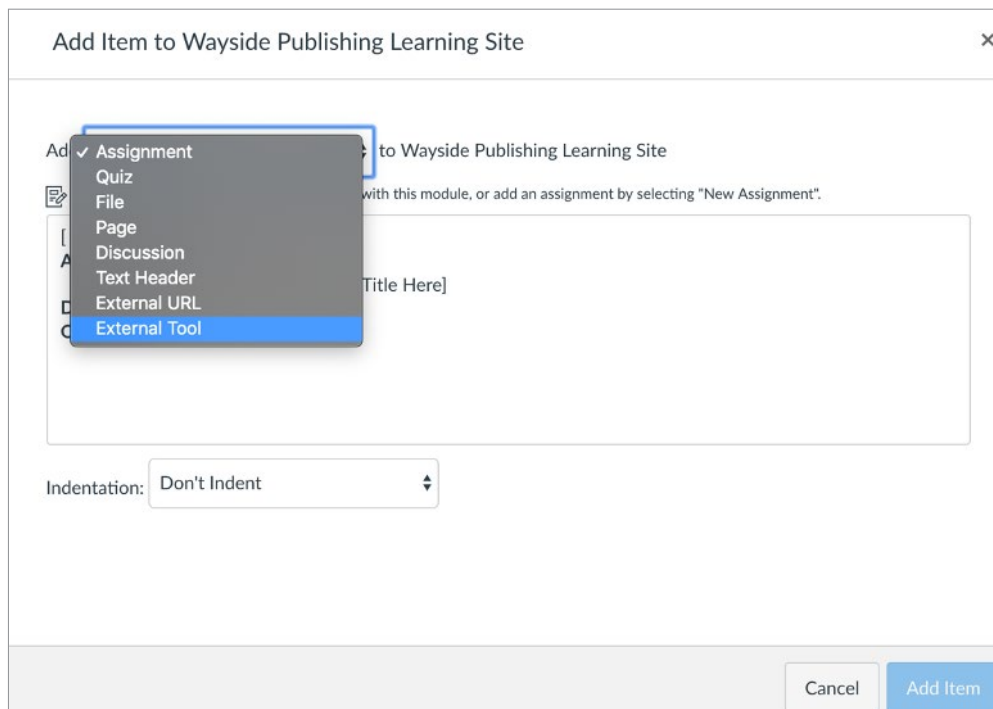 Add Item to Wayside Publishing Learning Site
Ad
to Wayside Publishing Learning Site
✓ Assignment
Quiz
File
Page
Discussion
Text Header
External URL
External Tool
with this module, or add an assignment by selecting "New Assignment".
[
A
Title Here]
D
Indentation: Don't Indent
Cancel
Add Item